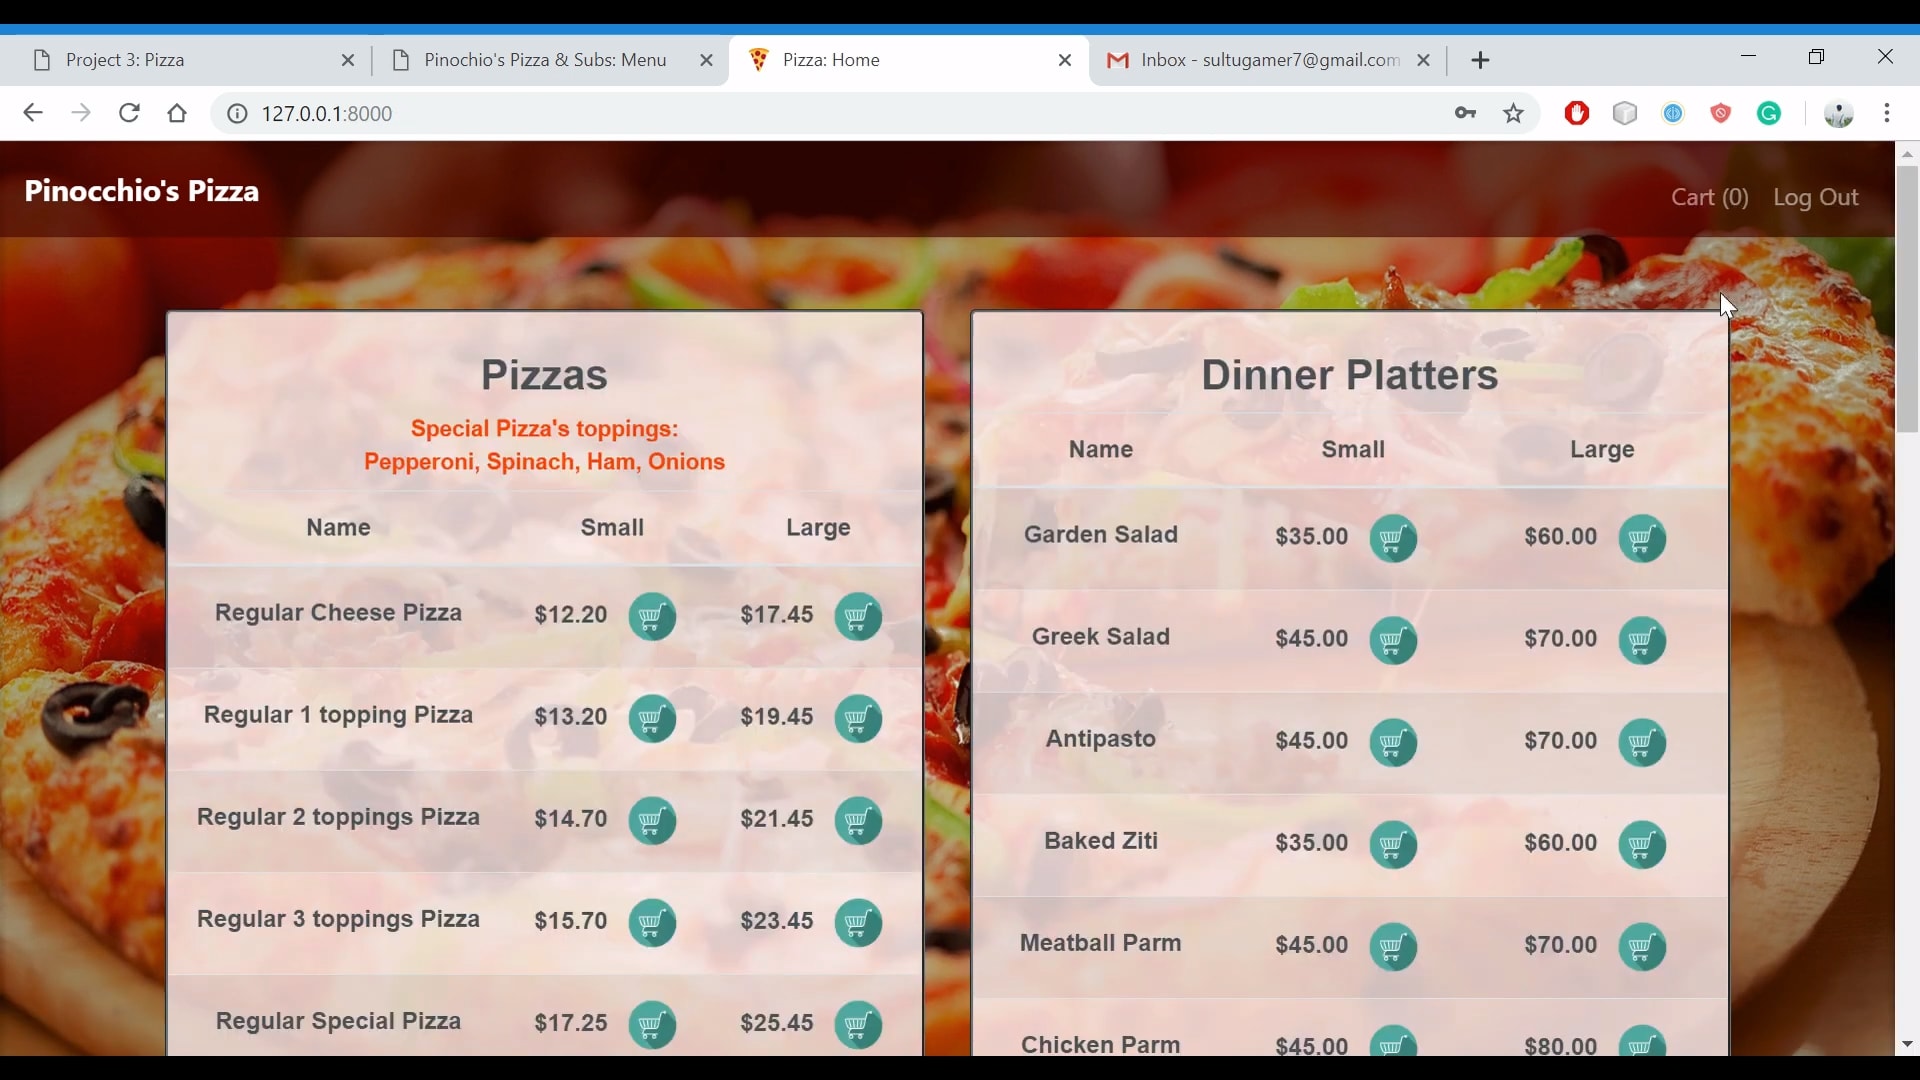 Project 3: Pizza
Pinochio's Pizza & Subs: Menu
Pizza: Home
Inbox - sultugamer7@gmail.com
127.0.0.1:8000
Pinocchio's Pizza
Cart (0) Log Out
Pizzas
Special Pizza's toppings:
Pepperoni, Spinach, Ham, Onions
Name Small Large
Regular Cheese Pizza $12.20 $17.45
Regular 1 topping Pizza $13.20 $19.45
Regular 2 toppings Pizza $14.70 $21.45
Regular 3 toppings Pizza $15.70 $23.45
Regular Special Pizza $17.25 $25.45
Dinner Platters
Name Small Large
Garden Salad $35.00 $60.00
Greek Salad $45.00 $70.00
Antipasto $45.00 $70.00
Baked Ziti $35.00 $60.00
Meatball Parm $45.00 $70.00
Chicken Parm $45.00 $80.00